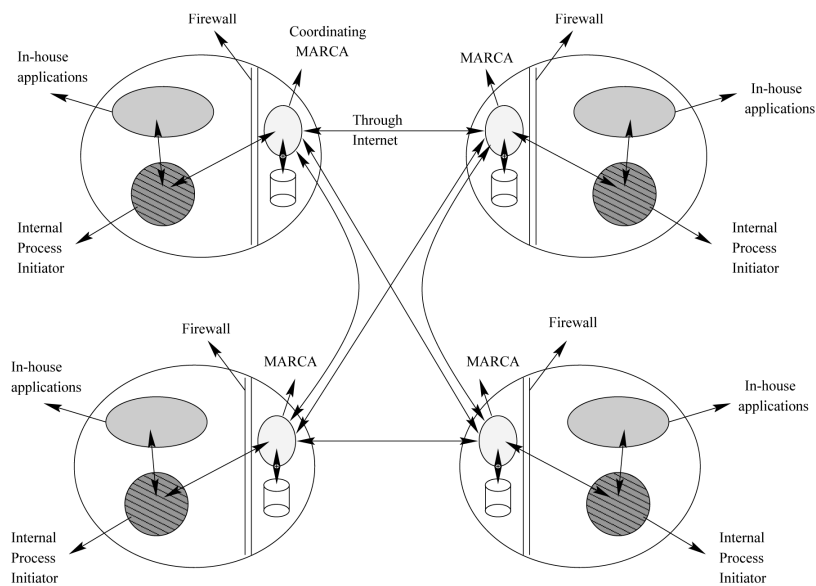 Firewall
Coordinating
MARCA
In-house
applications
Through
Internet
Internal
Process
Initiator
Firewall
MARCA
In-house
applications
Internal
Process
Initiator
Firewall
MARCA
In-house
applications
Internal
Process
Initiator
Firewall
MARCA
In-house
applications
Internal
Process
Initiator